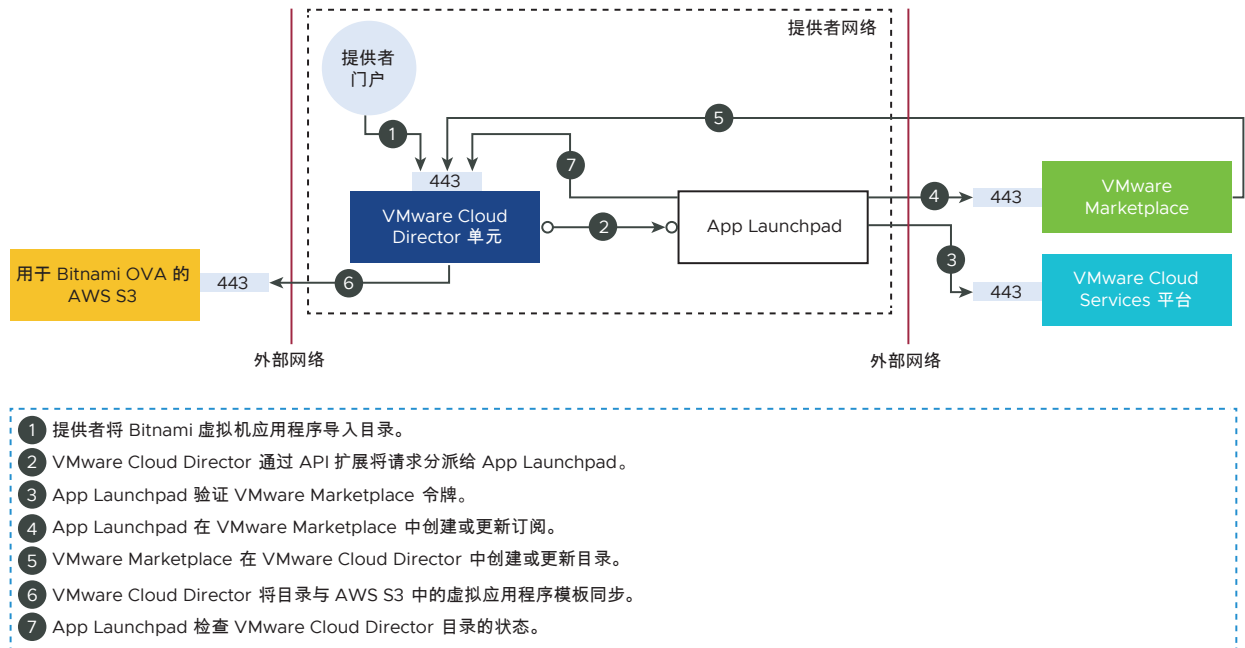 提供者网络
提供者
门户
1
5
7
443
VMware Cloud
Director 单元
2
App Launchpad
4
443
VMware
Marketplace
3
443
VMware Cloud
Services 平台
用于 Bitnami OVA 的
AWS S3
443
6
外部网络
外部网络
1 提供者将 Bitnami 虚拟机应用程序导入目录。
2 VMware Cloud Director 通过 API 扩展将请求分派给 App Launchpad。
3 App Launchpad 验证 VMware Marketplace 令牌。
4 App Launchpad 在 VMware Marketplace 中创建或更新订阅。
5 VMware Marketplace 在 VMware Cloud Director 中创建或更新目录。
6 VMware Cloud Director 将目录与 AWS S3 中的虚拟应用程序模板同步。
7 App Launchpad 检查 VMware Cloud Director 目录的状态。